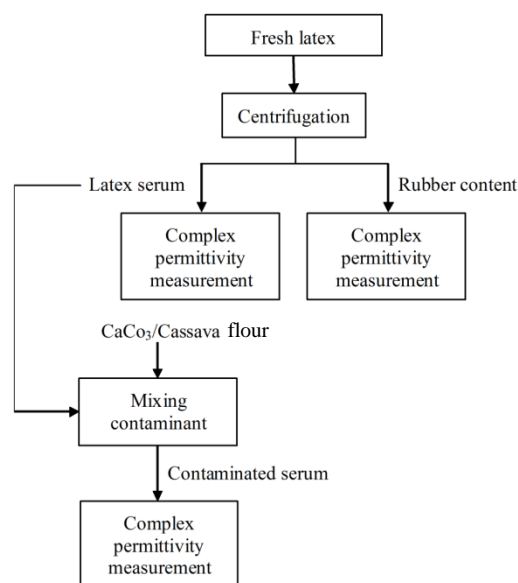 Fresh latex
Centrifugation
Latex serum
Rubber content
Complex
permittivity
measurement
Complex
permittivity
measurement
CaCo₃/Cassava flour
Mixing
contaminant
Contaminated serum
Complex
permittivity
measurement